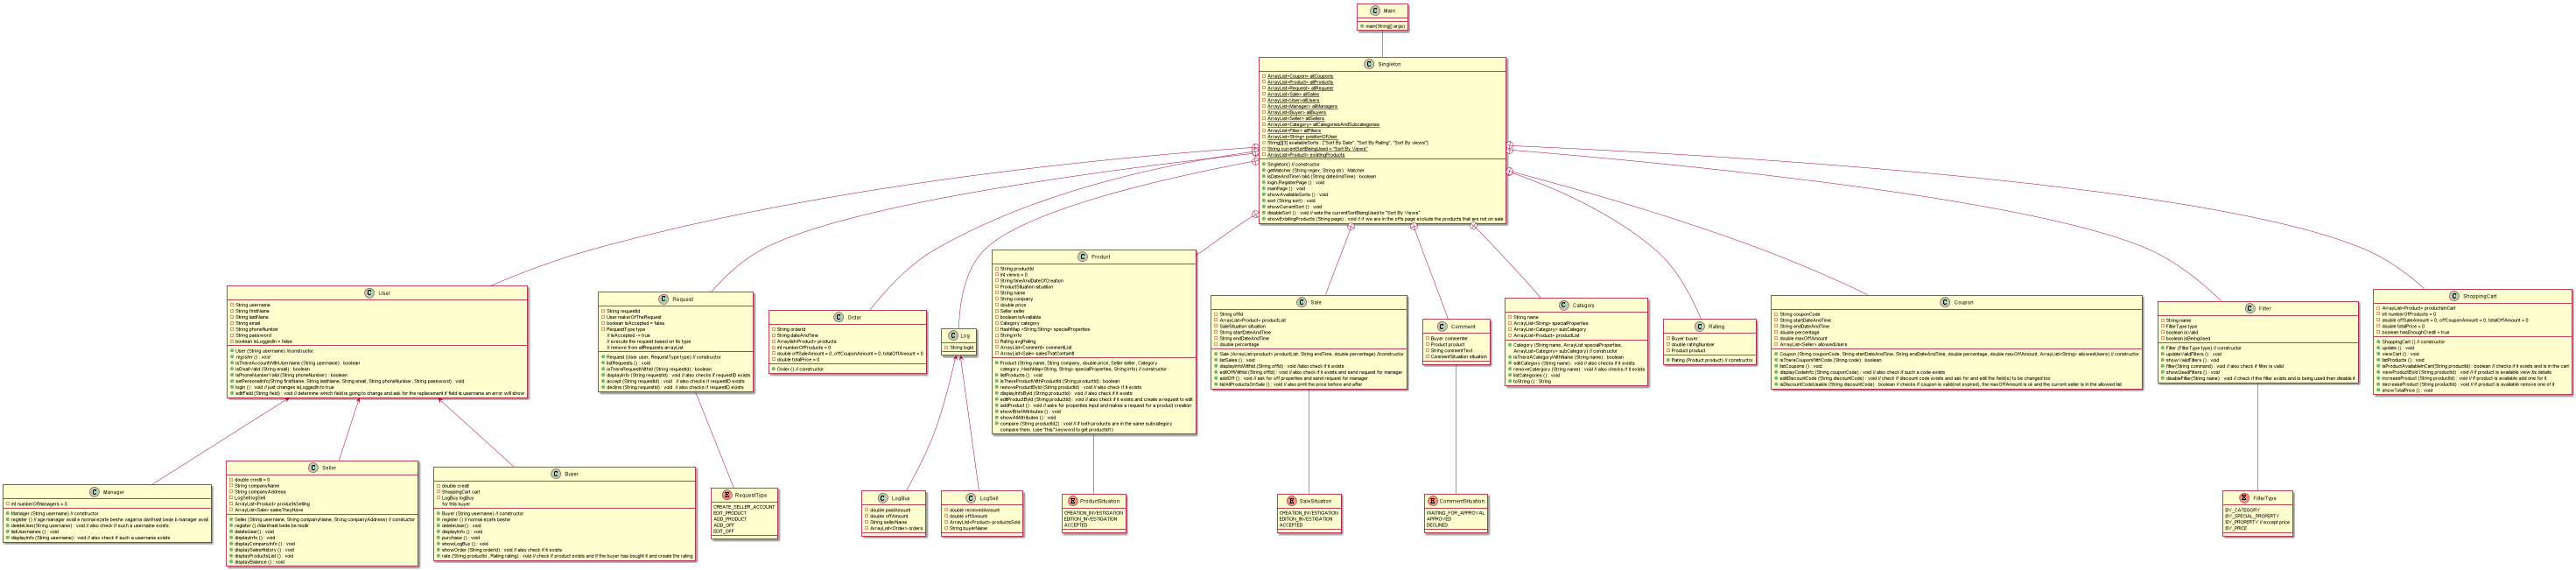 Main
main(String[] args)
Singleton
ArrayList<Coupon> allCoupons
ArrayList<Product> allProducts
ArrayList<Request> allRequest
ArrayList<Sale> allSales
ArrayList<User>allUsers
ArrayList<Manager> allManagers
ArrayList<Buyer> allBuyers
ArrayList<Seller> allSellers
ArrayList<Category> allCategoriesAndSubcategories
ArrayList<Filter> allFilters
ArrayList<String> positionOfUser
String[][3] availableSorts : ["Sort By Date", "Sort By Rating", "Sort By views"]
String currentSortBeingUsed = "Sort By Views"
ArrayList<Product> existingProducts
Singleton() // constructor
getMatcher (String regex, String str) : Matcher
isDateAndTimeValid (String dateAndTime) : boolean
login-RegisterPage () : void
mainPage () : void
showAvailableSorts () : void
sort (String sort) : void
showCurrentSort () : void
disableSort () : void // sets the currentSortBeingUsed to "Sort By Views"
showExistingProducts (String page) : void // if we are in the offs page exclude the products that are not on sale
User
String username
String firstName
String lastName
String email
String phoneNumber
String password
boolean isLoggedIn = false
User (String username) //constructor
register () : void
isThereAccountWithUsername (String username) : boolean
isEmailValid (String email) : boolean
isPhoneNumberValid (String phoneNumber) : boolean
setPersonalInfo(String firstName, String lastName, String email, String phoneNumber, String password) : void
login () : void // just changes isLoggedIn to true
editField (String field) : void // determine which field is going to change and ask for the replacement if field is username an error will show
Request
String requestId
User makerOfTheRequest
boolean isAccepted = false
RequestType type
if isAccepted -> true
// execute the request based on its type
// remove from allRequests arrayList
Request (User user, RequestType type) // constructor
listRequests () : void
isThereRequestWithId (String requestId) : boolean
displayInfo (String requestId) : void // also checks if requestID exists
accept (String requestId) : void // also checks if requestID exists
decline (String requestId) : void // also checks if requestID exists
Order
String orderId
String dateAndTime
ArrayList<Product> products
int numberOfProducts = 0
double offSaleAmount = 0, offCouponAmount = 0, totalOffAmount = 0
double totalPrice = 0
Order () // constructor
Log
String logId
Product
String productId
int views = 0
String timeAndDateOfCreation
ProductSituation situation
String name
String company
double price
Seller seller
boolean isAvailable
Category category
HashMap <String,String> specialProperties
String info
Rating avgRating
ArrayList<Comment> commentList
ArrayList<Sale> salesThatContainIt
Product (String name, String company, double price, Seller seller, Category
category, HashMap<String, String> specialProperties, String info) // constructor
listProducts () : void
isThereProductWithProductId (String productId) : boolean
removeProductById (String productId) : void // also check if it exists
displayInfoById (String productId) : void // also check if it exists
editProductById (String productId) : void // also check if it exists and create a request to edit
addProduct () : void // asks for properties input and makes a request for a product creation
showBriefAttributes () : void
showAllAttributes () : void
compare (String productId2) : void // if both products are in the same subcategory
compare them. (use "this" keyword to get productId1)
Sale
String offId
ArrayList<Product> productList
SaleSituation situation
String startDateAndTime
String endDateAndTime
double percentage
Sale (ArrayList<product> productList, String endTime, double percentage) //constructor
listSales () : void
displayInfoWithId (String offId) : void //also check if it exists
editOffWithId (String offId) : void // also check if it exists and send request for manager
addOff () : void // ask for off properties and send request for manager
listAllProductsOnSale () : void // also print the price before and after
Comment
Buyer commenter
Product product
String commentText
CommentSituation situation
Category
String name
ArrayList<String> specialProperties
ArrayList<Category> subCategory
ArrayList<Product> productList
Category (String name, ArrayList specialProperties,
ArrayList<Category> subCategory) // constructor
isThereACategoryWithName (String name) : boolean
editCategory (String name) : void // also checks if it exists
removeCategory (String name) : void // also checks if it exists
listCategories () : void
toString () : String
Rating
Buyer buyer
double ratingNumber
Product product
Rating (Product product) // constructor
Coupon
String couponCode
String startDateAndTime
String endDateAndTime
double percentage
double maxOffAmount
ArrayList<Seller> allowedUsers
Coupon (String couponCode, String startDateAndTime, String endDateAndTime, double percentage, double maxOffAmount, ArrayList<String> allowedUsers) // constructor
isThereCouponWithCode (String code) : boolean
listCoupons () : void
displayCodeInfo (String couponCode) : void // also check if such a code exists
editDiscountCode (String discountCode) : void // check if discount code exists and ask for and edit the field(s) to be changed too
isDiscountCodeUsable (String discountCode) : boolean // checks if coupon is valid(not expired), the maxOffAmount is ok and the current seller is in the allowed list
Filter
String name
FilterType type
boolean isValid
boolean isBeingUsed
Filter (FilterType type) // constructor
updateValidFilters () : void
showValidFilters () : void
filter(String command) : void // also check if filter is valid
showUsedFilters () : void
disableFilter (String name) : void // check if the filter exists and is being used then disable it
ShoppingCart
ArrayList<Product> productsInCart
int numberOfProducts = 0
double offSaleAmount = 0, offCouponAmount = 0, totalOffAmount = 0
double totalPrice = 0
boolean hasEnoughCredit = true
ShoppingCart () // constructor
update () : void
viewCart () : void
listProducts () : void
isProductAvailableInCart(String productId) : boolean // checks if it exists and is in the cart
viewProductById (String productId) : void // if product is available view its details
increaseProduct (String productId) : void // if product is available add one for it
decreaseProduct (String productId) : void // if product is available remove one of it
showTotalPrice () : void
Manager
int numberOfManagers = 0
Manager (String username) // constructor
register () // age manager avali e normal ezafe beshe vagarna darkhast bede b manager avali
deleteUser(String username) : void // also check if such a username exists
listUsernames () : void
displayInfo (String username) : void // also check if such a username exists
Seller
double credit = 0
String companyName
String companyAddress
LogSell logSell
ArrayList<Product> productsSelling
ArrayList<Sale> salesTheyHave
Seller (String username, String companyName, String companyAddress) // constructor
register () //darkhast bede be modir
deleteUser() : void
displayInfo () : void
displayCompanyInfo () : void
displaySalesHistory () : void
displayProductsList () : void
displayBalance () : void
Buyer
double credit
ShoppingCart cart
LogBuy logBuy
for this buyer
Buyer (String username) // constructor
register () // normal ezafe beshe
deleteUser() : void
displayInfo () : void
purchase () : void
showLogBuy () : void
showOrder (String orderId) : void // also check if it exists
rate (String productId , Rating rating) : void // check if product exists and if the buyer has bought it and create the rating
RequestType
CREATE_SELLER_ACCOUNT
EDIT_PRODUCT
ADD_PRODUCT
ADD_OFF
EDIT_OFF
LogBuy
double paidAmount
double offAmount
String sellerName
ArrayList<Order> orders
LogSell
double receivedAmount
double offAmount
ArrayList<Product> productsSold
String buyerName
ProductSituation
CREATION_INVESTIGATION
EDITION_INVESTIGATION
ACCEPTED
SaleSituation
CREATION_INVESTIGATION
EDITON_INVESTIGATION
ACCEPTED
CommentSituation
WAITING_FOR_APPROVAL
APPROVED
DECLINED
FilterType
BY_CATEGORY
BY_SPECIAL_PROPERTY
BY_PROPERTY // except price
BY_PRICE